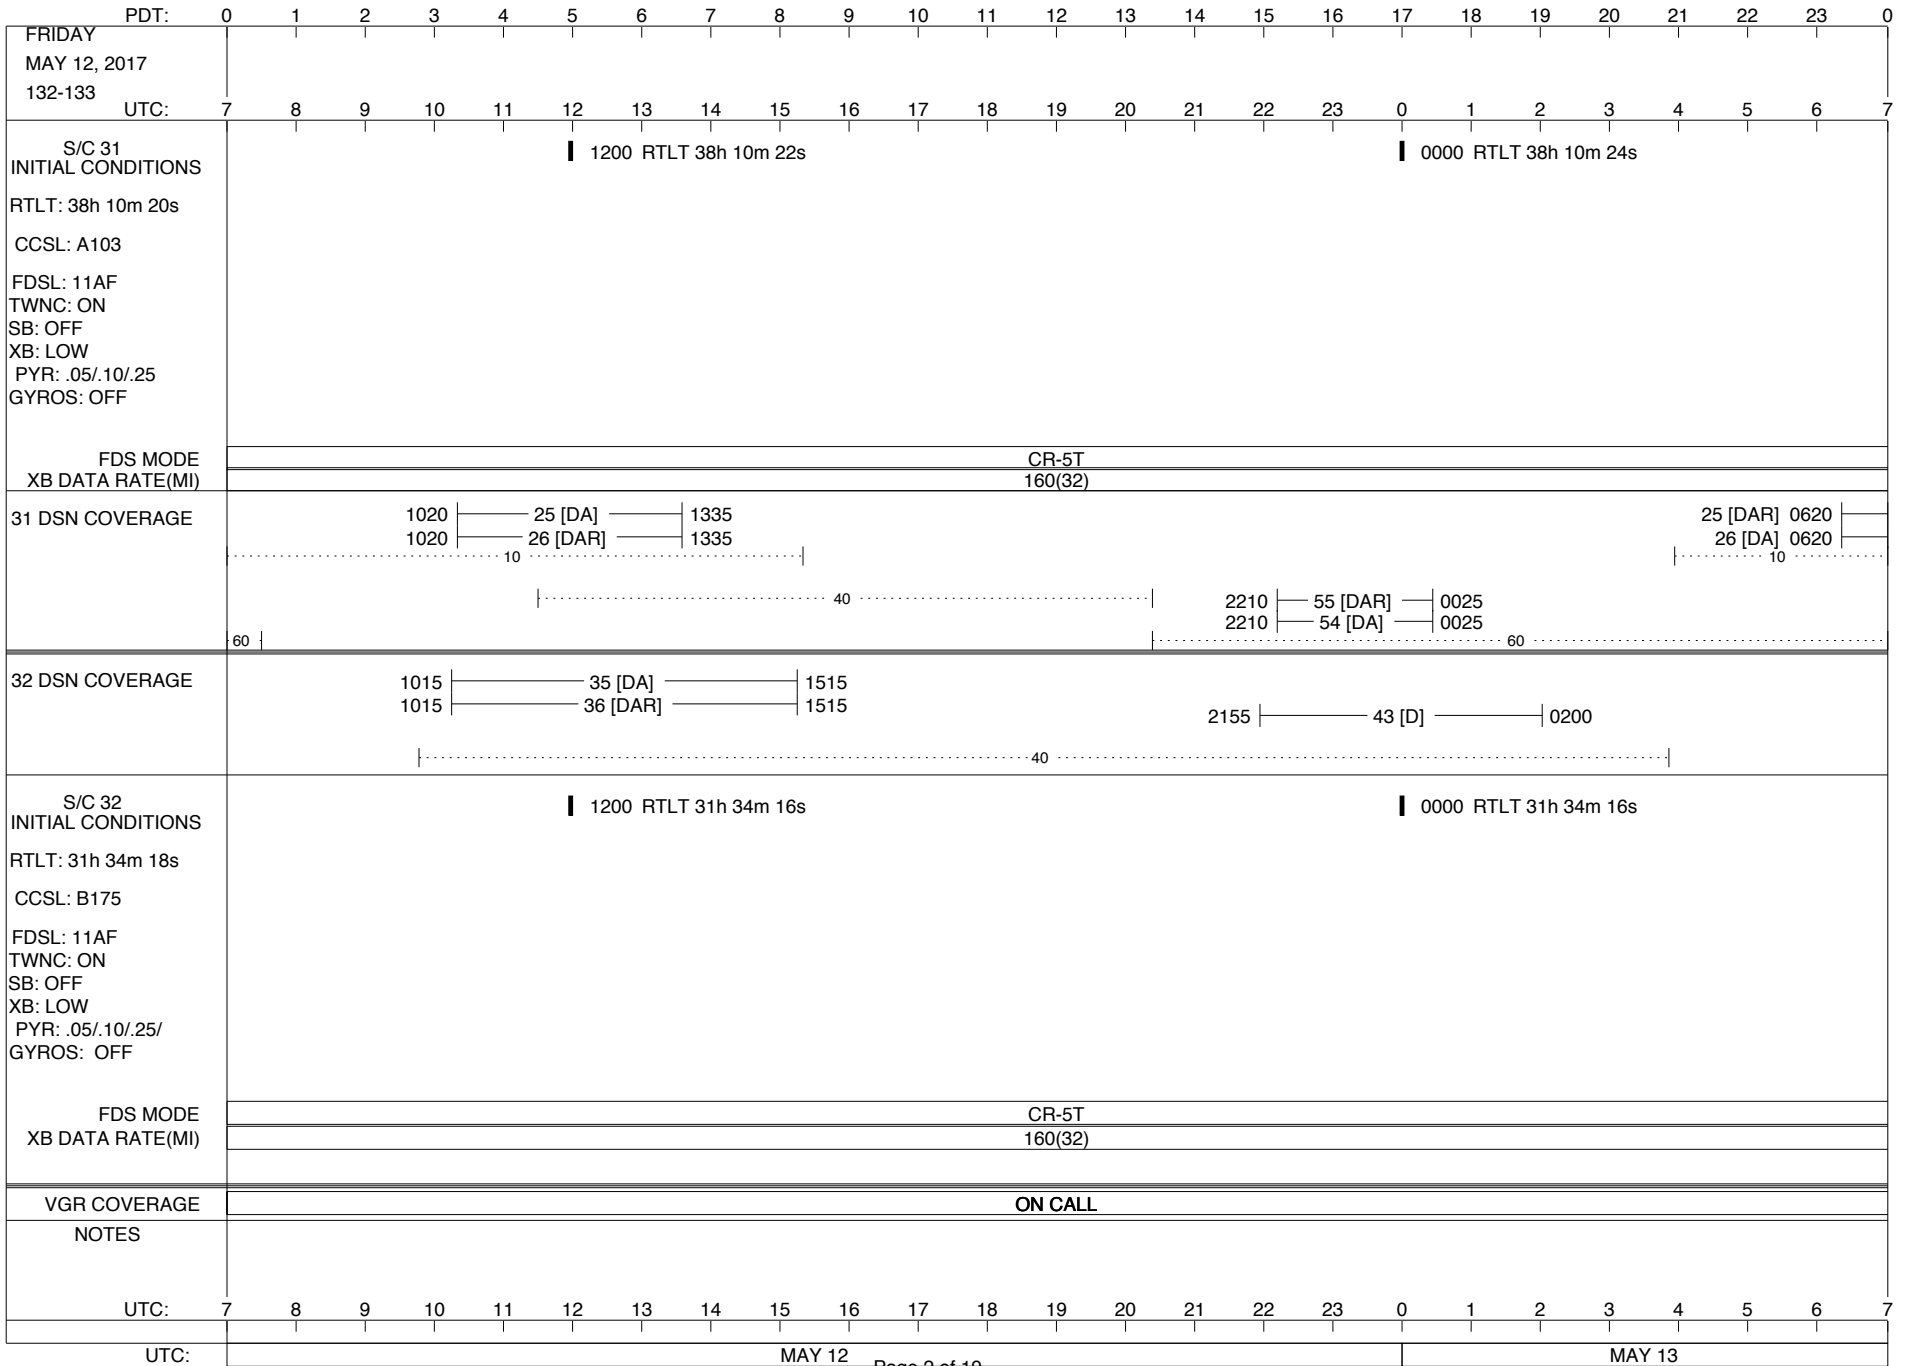 PDT: 0 1 2 3 4 5 6 7 8 9 10 11 12 13 14 15 16 17 18 19 20 21 22 23 0
FRIDAY
MAY 12, 2017
132-133
UTC: 7 8 9 10 11 12 13 14 15 16 17 18 19 20 21 22 23 0 1 2 3 4 5 6 7
S/C 31
INITIAL CONDITIONS
1200 RTLT 38h 10m 22s
0000 RTLT 38h 10m 24s
RTLT: 38h 10m 20s
CCSL: A103
FDSL: 11AF
TWNC: ON
SB: OFF
XB: LOW
PYR: .05/.10/.25
GYROS: OFF
FDS MODE CR-5T
XB DATA RATE(MI) 160(32)
31 DSN COVERAGE
1020 25 [DA] 1335
25 [DAR] 0620
1020 26 [DAR] 1335
26 [DA] 0620
10
10
40
2210 55 [DAR] 0025
2210 54 [DA] 0025
60
60
32 DSN COVERAGE
1015 35 [DA] 1515
1015 36 [DAR] 1515
2155 43 [D] 0200
40
S/C 32
INITIAL CONDITIONS
1200 RTLT 31h 34m 16s
0000 RTLT 31h 34m 16s
RTLT: 31h 34m 18s
CCSL: B175
FDSL: 11AF
TWNC: ON
SB: OFF
XB: LOW
PYR: .05/.10/.25/
GYROS: OFF
FDS MODE CR-5T
XB DATA RATE(MI) 160(32)
VGR COVERAGE ON CALL
NOTES
UTC: 7 8 9 10 11 12 13 14 15 16 17 18 19 20 21 22 23 0 1 2 3 4 5 6 7
UTC: MAY 12 MAY 13
Page 2 of 19